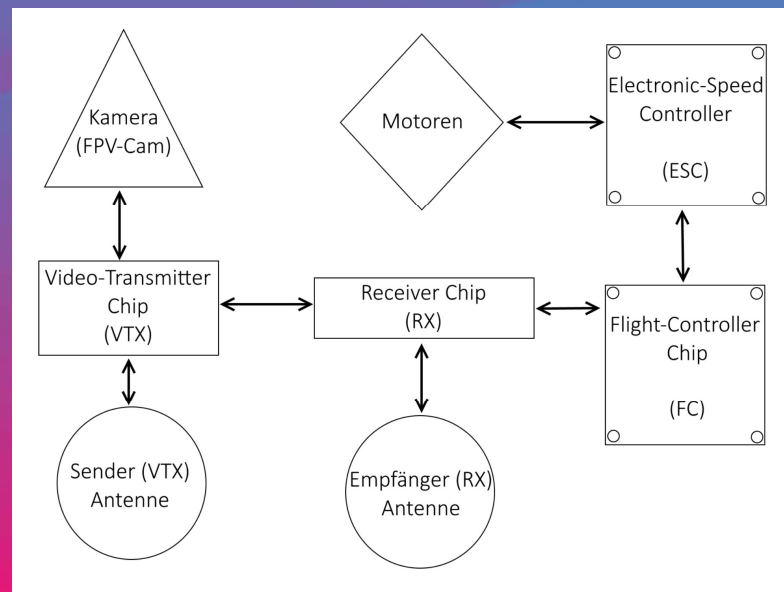 Kamera
(FPV-Cam)
Motoren
Electronic-Speed
Controller
(ESC)
Video-Transmitter
Chip
(VTX)
Receiver Chip
(RX)
Flight-Controller
Chip
(FC)
Sender (VTX)
Antenne
Empfänger (RX)
Antenne